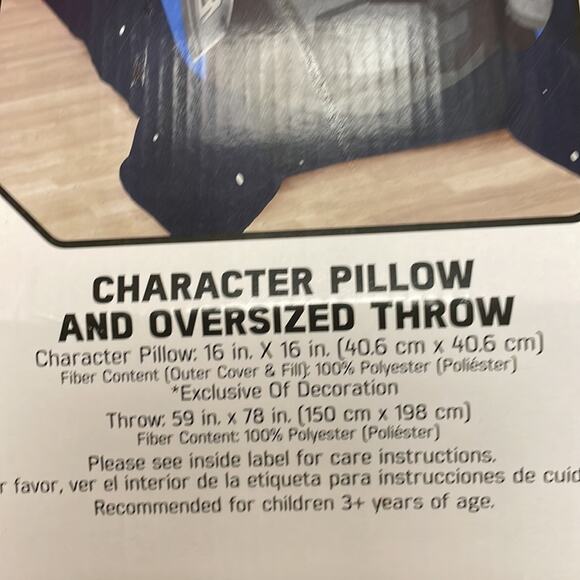 CHARACTER PILLOW
AND OVERSIZED THROW
Character Pillow: 16 in. X 16 in. (40.6 cm x 40.6 cm)
Fiber Content (Outer Cover & Fill): 100% Polyester (Poliéster)
*Exclusive Of Decoration
Throw: 59 in. x 78 in. (150 cm x 198 cm)
Fiber Content: 100% Polyester (Poliéster)
Please see inside label for care instructions.
r favor, ver el interior de la etiqueta para instrucciones de cuid
Recommended for children 3+ years of age.